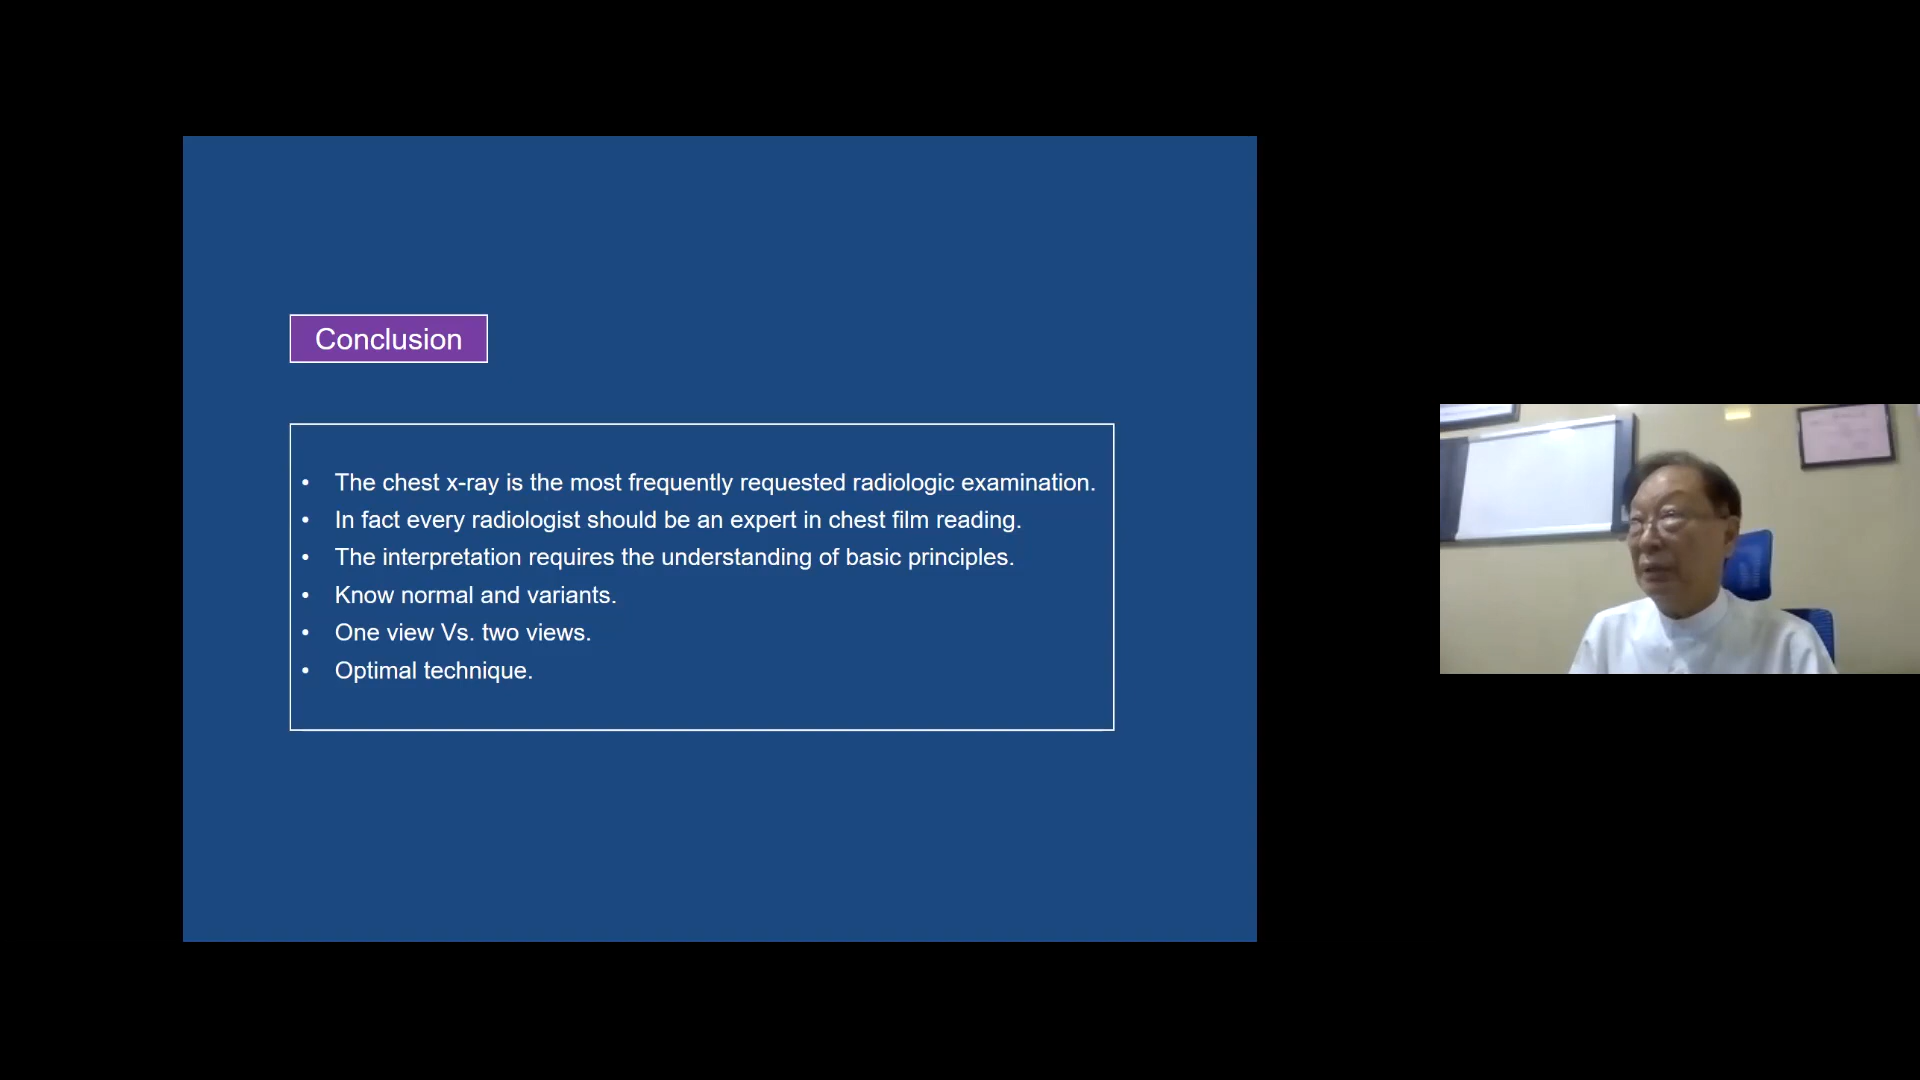 Conclusion
• The chest x-ray is the most frequently requested radiologic examination.
• In fact every radiologist should be an expert in chest film reading.
• The interpretation requires the understanding of basic principles.
• Know normal and variants.
• One view Vs. two views.
• Optimal technique.